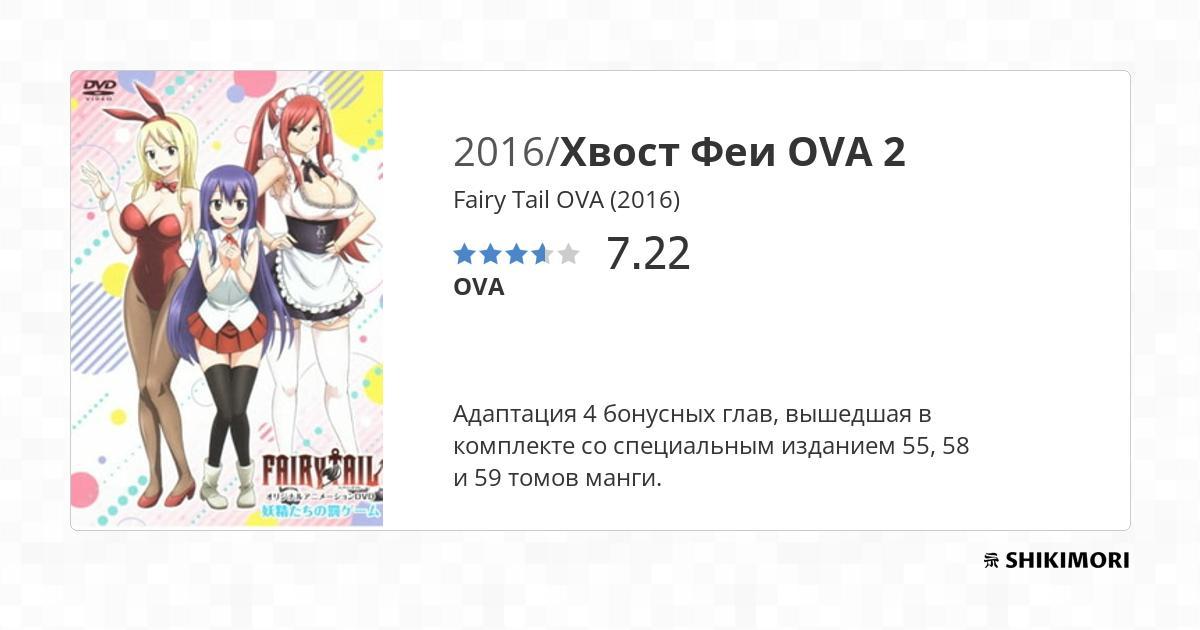 DVD
VIDEO
2016/Хвост Феи OVA 2
Fairy Tail OVA (2016)
7.22
OVA
Адаптация 4 бонусных глав, вышедшая в
комплекте со специальным изданием 55, 58
и 59 томов манги.
FAIRY TAIL
オリジナルアニメーションDVD
妖精たちの罰ゲーム
SHIKIMORI